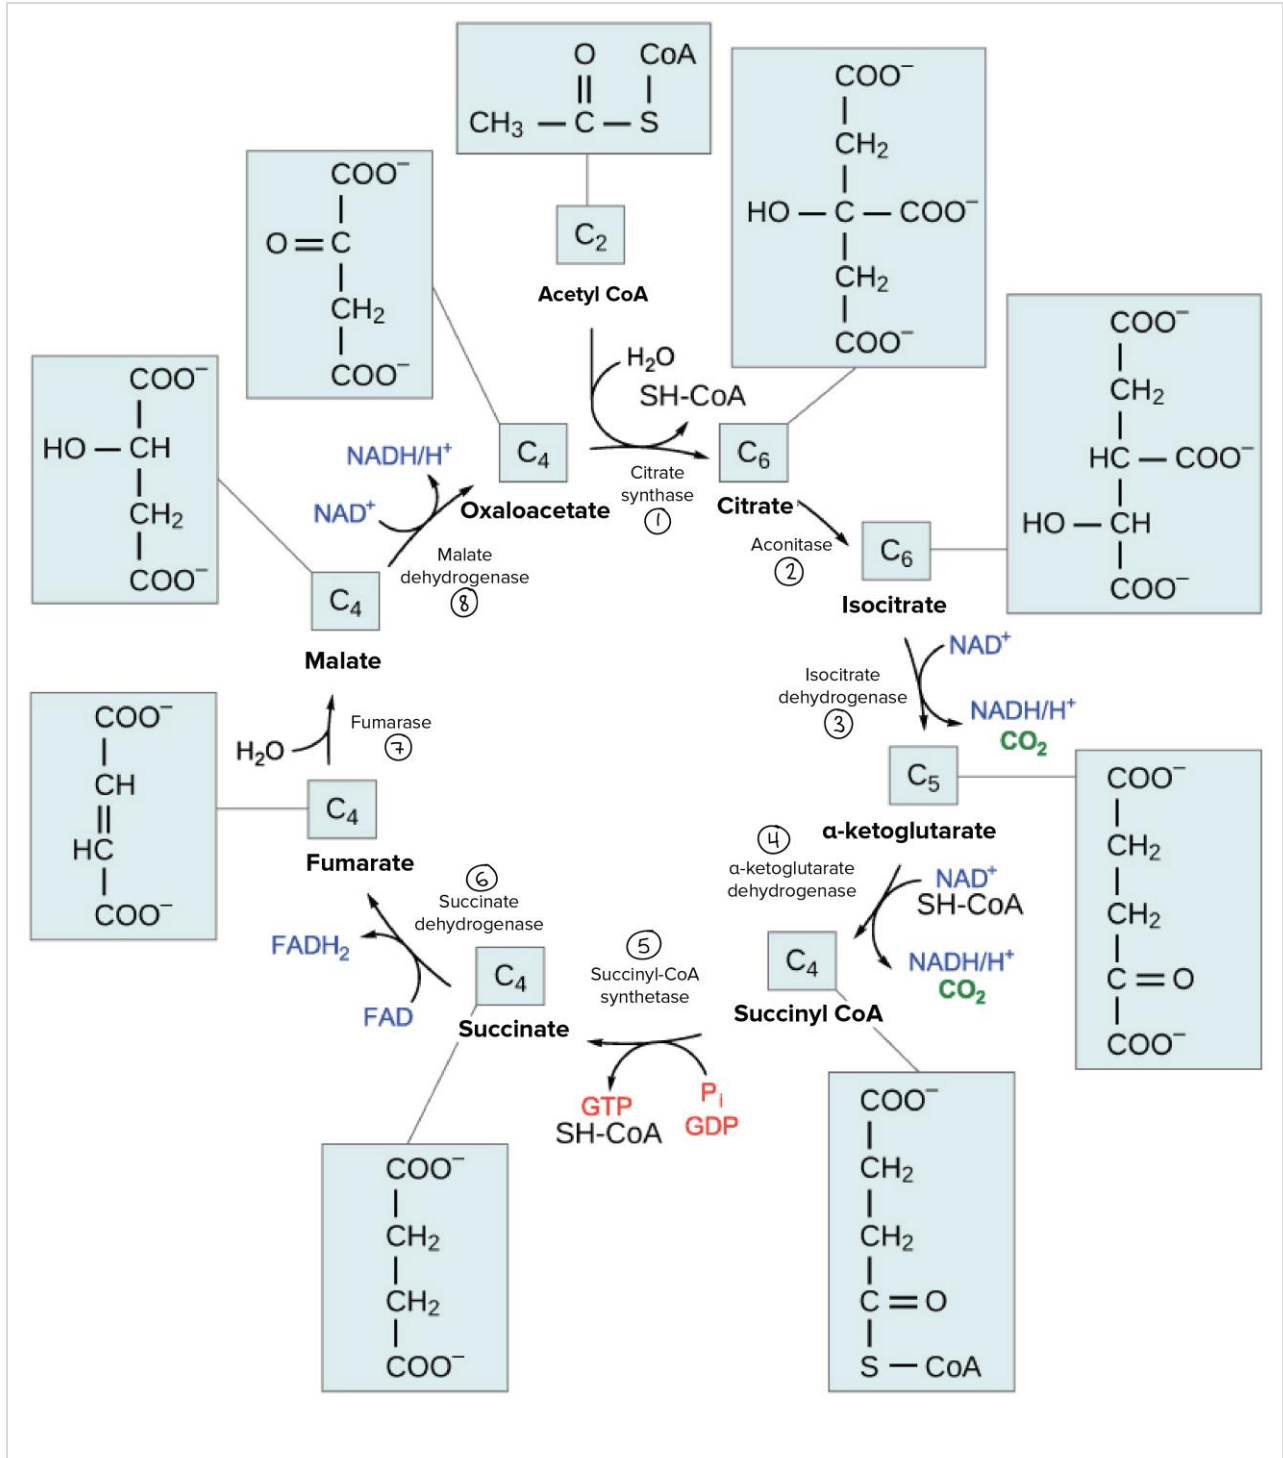 O CoA
||
|
CH₃ — C — S
C₂
Acetyl CoA
COO⁻
|
CH₂
|
HO — C — COO⁻
|
CH₂
|
COO⁻
COO⁻
|
O = C
|
CH₂
|
COO⁻
H₂O
SH-CoA
C₄
Oxaloacetate
Citrate
synthase
①
C₆
Citrate
Aconitase
②
C₆
Isocitrate
COO⁻
|
CH₂
|
HC — COO⁻
|
HO — CH
|
COO⁻
NAD⁺
NADH/H⁺
CO₂
Isocitrate
dehydrogenase
③
C₅
α-ketoglutarate
COO⁻
|
CH₂
|
CH₂
|
C = O
|
COO⁻
④
α-ketoglutarate
dehydrogenase
NAD⁺
SH-CoA
NADH/H⁺
CO₂
C₄
Succinyl CoA
COO⁻
|
CH₂
|
CH₂
|
C = O
|
S — CoA
⑤
Succinyl-CoA
synthetase
Pᵢ
GDP
GTP
SH-CoA
C₄
Succinate
COO⁻
|
CH₂
|
CH₂
|
COO⁻
⑥
Succinate
dehydrogenase
FAD
FADH₂
C₄
Fumarate
COO⁻
|
CH
||
HC
|
COO⁻
H₂O
Fumarase
⑦
C₄
Malate
COO⁻
|
HO — CH
|
CH₂
|
COO⁻
NAD⁺
NADH/H⁺
Malate
dehydrogenase
⑧